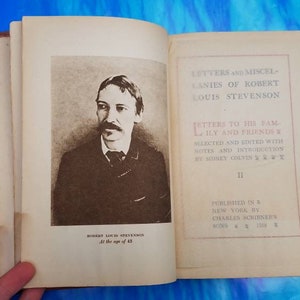 ROBERT LOUIS STEVENSON
At the age of 43
LETTERS AND MISCEL-
LANIES OF ROBERT
LOUIS STEVENSON
LETTERS TO HIS FAM-
ILY AND FRIENDS
SELECTED AND EDITED WITH
NOTES AND INTRODUCTION
BY SIDNEY COLVIN
II
PUBLISHED IN
NEW YORK BY
CHARLES SCRIBNER'S
SONS